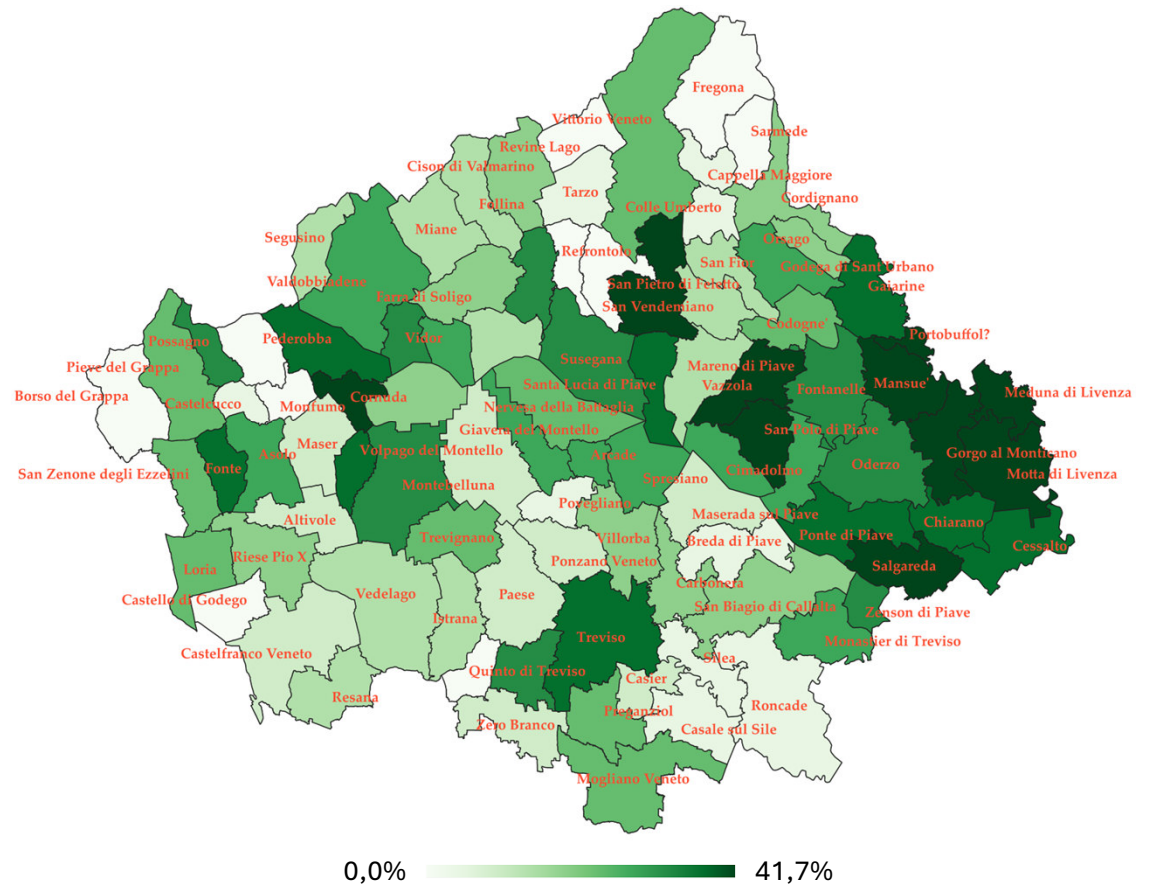 Fregona
Vittorio Veneto
Sarmede
Revine Lago
Cison di Valmarino
Cappella Maggiore
Tarzo
Cordignano
Follina
Colle Umberto
Miane
Segusino
Orsago
Refrontolo
San Fior
Godega di Sant'Urbano
Valdobbiadene
San Pietro di Feletto
Gaiarine
Farra di Soligo
San Vendemiano
Codogne'
Portobuffol?
Possagno
Pederobba
Vidor
Susegana
Pieve del Grappa
Mareno di Piave
Santa Lucia di Piave
Vazzola
Fontanelle
Mansue'
Meduna di Livenza
Borso del Grappa
Cornuda
Castelcucco
Monfumo
Nervesa della Battaglia
Giavera del Montello
San Polo di Piave
Maser
Volpago del Montello
Asolo
Arcade
Gorgo al Monticano
Fonte
San Zenone degli Ezzelini
Cimadolmo
Oderzo
Motta di Livenza
Spresiano
Montebelluna
Povegliano
Maserada sul Piave
Altivole
Chiarano
Trevignano
Villorba
Breda di Piave
Ponte di Piave
Cessalto
Riese Pio X
Ponzano Veneto
Loria
Salgareda
Carbonera
Vedelago
Paese
Castello di Godego
San Biagio di Callalta
Zenson di Piave
Istrana
Treviso
Monastier di Treviso
Castelfranco Veneto
Silea
Quinto di Treviso
Casier
Resana
Roncade
Preganziol
Zero Branco
Casale sul Sile
Mogliano Veneto
0,0% 41,7%